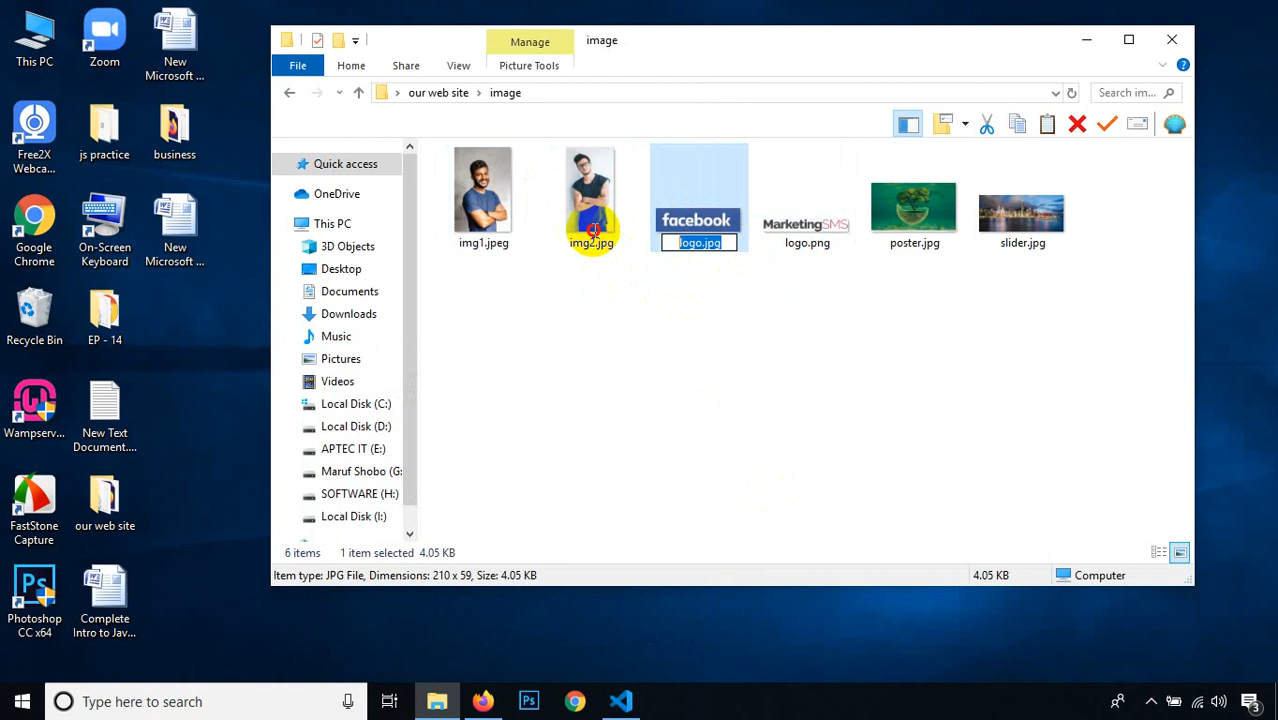 This PC
Zoom
New
Microsoft ...
Free2X
Webca...
js practice
business
Google
Chrome
On-Screen
Keyboard
New
Microsoft ...
Recycle Bin
EP - 14
Wampserv...
New Text
Document....
FastStone
Capture
our web site
Ps
Photoshop
CC x64
Complete
Intro to Jav...
Manage
image
File
Home
Share
View
Picture Tools
our web site
image
Search im...
Quick access
OneDrive
This PC
3D Objects
Desktop
Documents
Downloads
Music
Pictures
Videos
Local Disk (C:)
Local Disk (D:)
APTEC IT (E:)
Maruf Shobo (G:
SOFTWARE (H:)
Local Disk (I:)
facebook
MarketingSMS
img1.jpeg
img2.jpg
logo.jpg
logo.png
poster.jpg
slider.jpg
6 items
1 item selected 4.05 KB
Item type: JPG File, Dimensions: 210 x 59, Size: 4.05 KB
4.05 KB
Computer
Type here to search
Ps
3